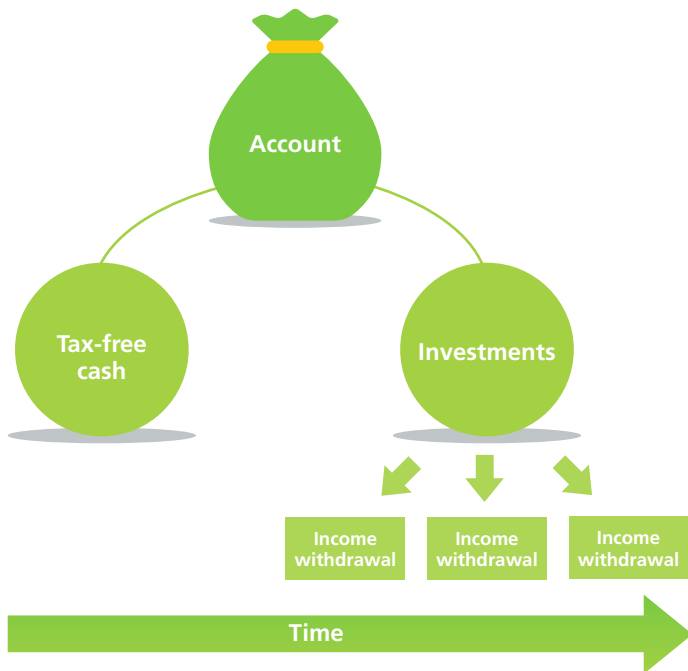 Account
Tax-free
cash
Investments
Income
withdrawal
Income
withdrawal
Income
withdrawal
Time